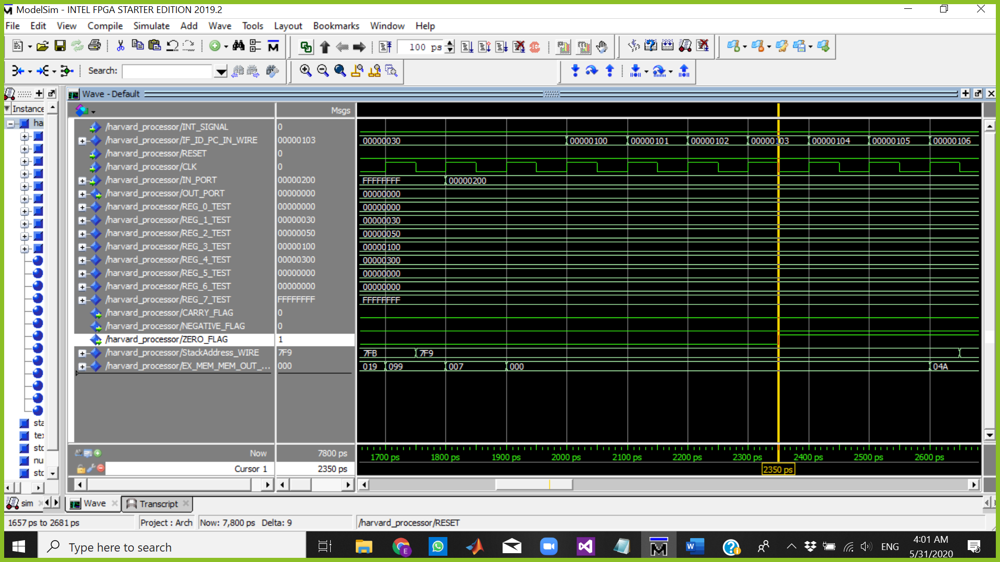 ModelSim - INTEL FPGA STARTER EDITION 2019.2
File Edit View Compile Simulate Add Wave Tools Layout Bookmarks Window Help
100 ps
Search:
Wave - Default
Instance
Msgs
ha
/harvard_processor/INT_SIGNAL 0
/harvard_processor/IF_ID_PC_IN_WIRE 00000103 00000030 00000100 00000101 00000102 00000103 00000104 00000105 00000106
/harvard_processor/RESET 0
/harvard_processor/CLK 0
/harvard_processor/IN_PORT 00000200 FFFFFFFF 00000200
/harvard_processor/OUT_PORT 00000000 00000000
/harvard_processor/REG_0_TEST 00000000 00000000
/harvard_processor/REG_1_TEST 00000030 00000030
/harvard_processor/REG_2_TEST 00000050 00000050
/harvard_processor/REG_3_TEST 00000100 00000100
/harvard_processor/REG_4_TEST 00000300 00000300
/harvard_processor/REG_5_TEST 00000000 00000000
/harvard_processor/REG_6_TEST 00000000 00000000
/harvard_processor/REG_7_TEST FFFFFFFF FFFFFFFF
/harvard_processor/CARRY_FLAG 0
/harvard_processor/NEGATIVE_FLAG 0
/harvard_processor/ZERO_FLAG 1
/harvard_processor/StackAddress_WIRE 7F9 7FB 7F9
/harvard_processor/EX_MEM_MEM_OUT_... 000 019 099 007 000 04A
sta
tex
std
nu
std
Now 7800 ps 1700 ps 1800 ps 1900 ps 2000 ps 2100 ps 2200 ps 2300 ps 2400 ps 2500 ps 2600 ps
Cursor 1 2350 ps 2350 ps
sim Wave Transcript
1657 ps to 2681 ps Project : Arch Now: 7,800 ps Delta: 9 /harvard_processor/RESET
Type here to search
ENG
4:01 AM
5/31/2020